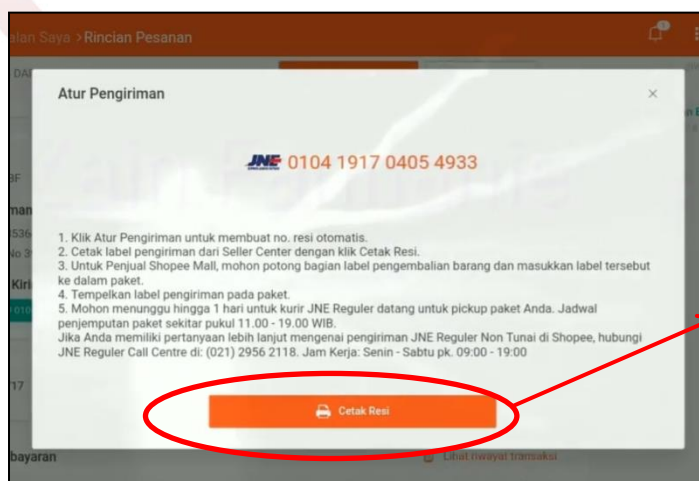 Saya > Rincian Pesanan
1
Atur Pengiriman
JNE 0104 1917 0405 4933
1. Klik Atur Pengiriman untuk membuat no. resi otomatis.
2. Cetak label pengiriman dari Seller Center dengan klik Cetak Resi.
3. Untuk Penjual Shopee Mall, mohon potong bagian label pengembalian barang dan masukkan label tersebut
ke dalam paket.
4. Tempelkan label pengiriman pada paket.
5. Mohon menunggu hingga 1 hari untuk kurir JNE Reguler datang untuk pickup paket Anda. Jadwal
penjemputan paket sekitar pukul 11.00 - 19.00 WIB.
Jika Anda memiliki pertanyaan lebih lanjut mengenai pengiriman JNE Reguler Non Tunai di Shopee, hubungi
JNE Reguler Call Centre di: (021) 2956 2118. Jam Kerja: Senin - Sabtu pk. 09:00 - 19:00
Cetak Resi
bayaran
Lihat riwayat transaksi